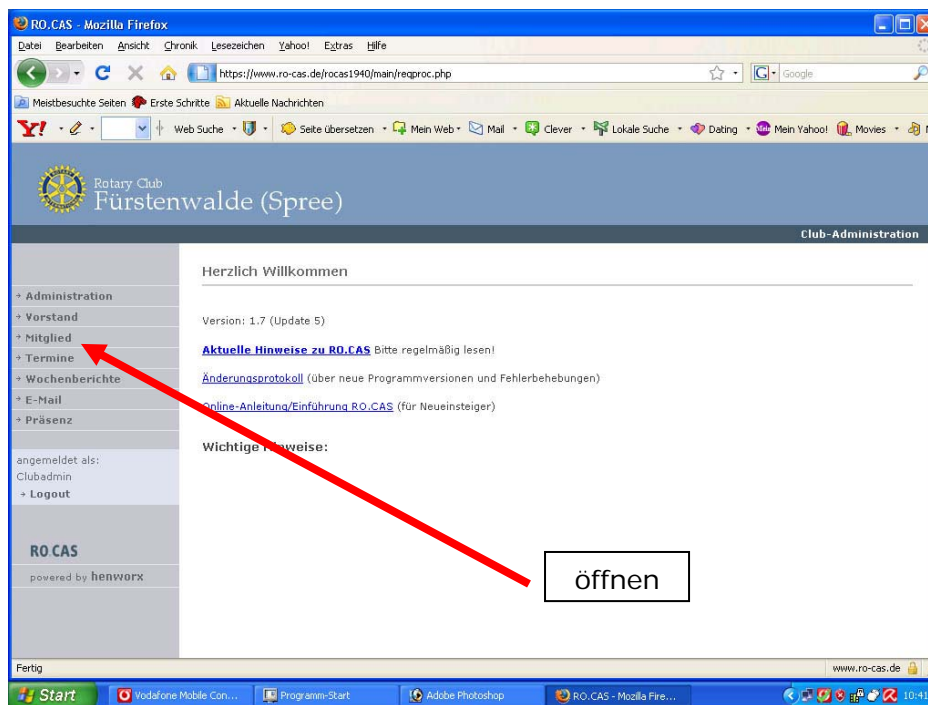 RO.CAS - Mozilla Firefox
Datei Bearbeiten Ansicht Chronik Lesezeichen Yahoo! Extras Hilfe
https://www.ro-cas.de/rocas1940/main/reqproc.php Google
Meistbesuchte Seiten Erste Schritte Aktuelle Nachrichten
Y! Web Suche Seite übersetzen Mein Web Mail Clever Lokale Suche Dating Mein Yahoo! Movies
Rotary Club
Fürstenwalde (Spree)
Club-Administration
Herzlich Willkommen
Administration
Vorstand
Mitglied
Termine
Wochenberichte
E-Mail
Präsenz
angemeldet als:
Clubadmin
Logout
RO.CAS
powered by henworx
Version: 1.7 (Update 5)
Aktuelle Hinweise zu RO.CAS Bitte regelmäßig lesen!
Änderungsprotokoll (über neue Programmversionen und Fehlerbehebungen)
Online-Anleitung/Einführung RO.CAS (für Neueinsteiger)
Wichtige Hinweise:
öffnen
Fertig www.ro-cas.de
Start Vodafone Mobile Con... Programm-Start Adobe Photoshop RO.CAS - Mozilla Fire... 10:41